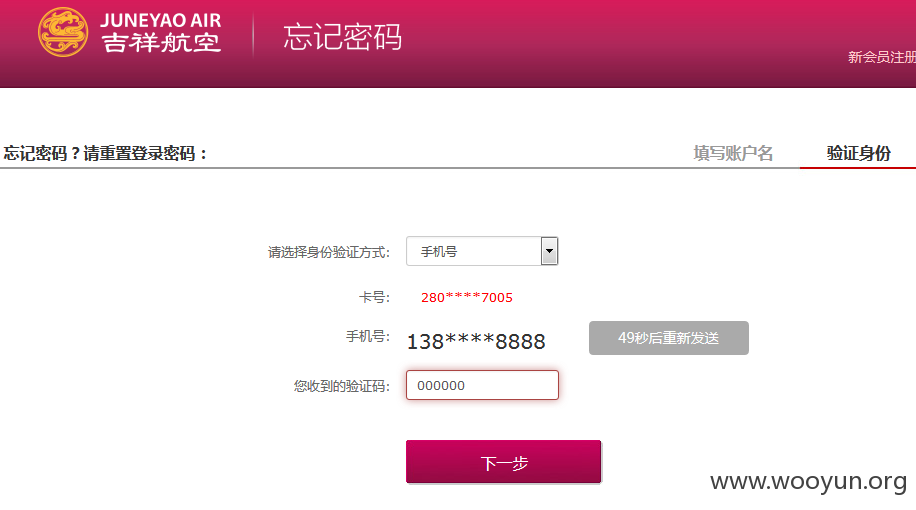 JUNEYAO AIR
吉祥航空
忘记密码
新会员注册
忘记密码？请重置登录密码：
填写账户名
验证身份
请选择身份验证方式: 手机号
卡号: 280****7005
手机号: 138****8888 49秒后重新发送
您收到的验证码: 000000
下一步
www.wooyun.org